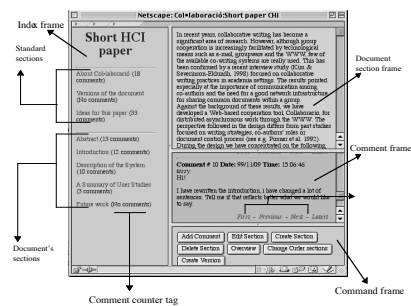 Netscape: Col•laboració:Short paper CHI
Index frame
Short HCI
paper
Standard
sections
About Col·laboració (18
comments)
Versions of the document
(No comments)
Ideas for this paper (33
comments)
Abstract (13 comments)
Introduction (12 comments)
Description of the System
(10 comments)
A Summary of User Studies
(3 comments)
Future work (No comments)
Document's
sections
Comment counter tag
In recent years, collaborative writing has become a
significant area of research. However, although group
cooperation is increasingly facilitated by technological
means such as e-mail, groupware and the WWW, few of
the available co-writing systems are really used. This has
been confirmed by a recent interview study (Kim &
Severinson-Eklundh, 1998) focused on collaborative
writing practices in academia settings. The results pointed
especially at the importance of communication among
co-authors and the need for a good network infrastructure
for sharing common documents within a group.
Against the background of these results, we have
developed a Web-based cooperation tool, Col·laboració, for
distributed asynchronous work through the WWW. The
perspective followed in the design differs from past studies
focused on writing strategies, co-authors' roles or
document control process (see e.g. Posner et al. 1992).
During the design we have concentrated on the following
Document
section frame
Comment # 10 Date: 99/11/09 Time: 15:06:46
terry:
Hi!
I have rewritten the introduction, i have changed a lot of
sentences. Tell me if that reflects better what we would like
to say.
First - Previous - Next - Latest
Comment frame
Add Comment Edit Section Create Section
Delete Section Overview Change Order sections
Create Version
Command frame